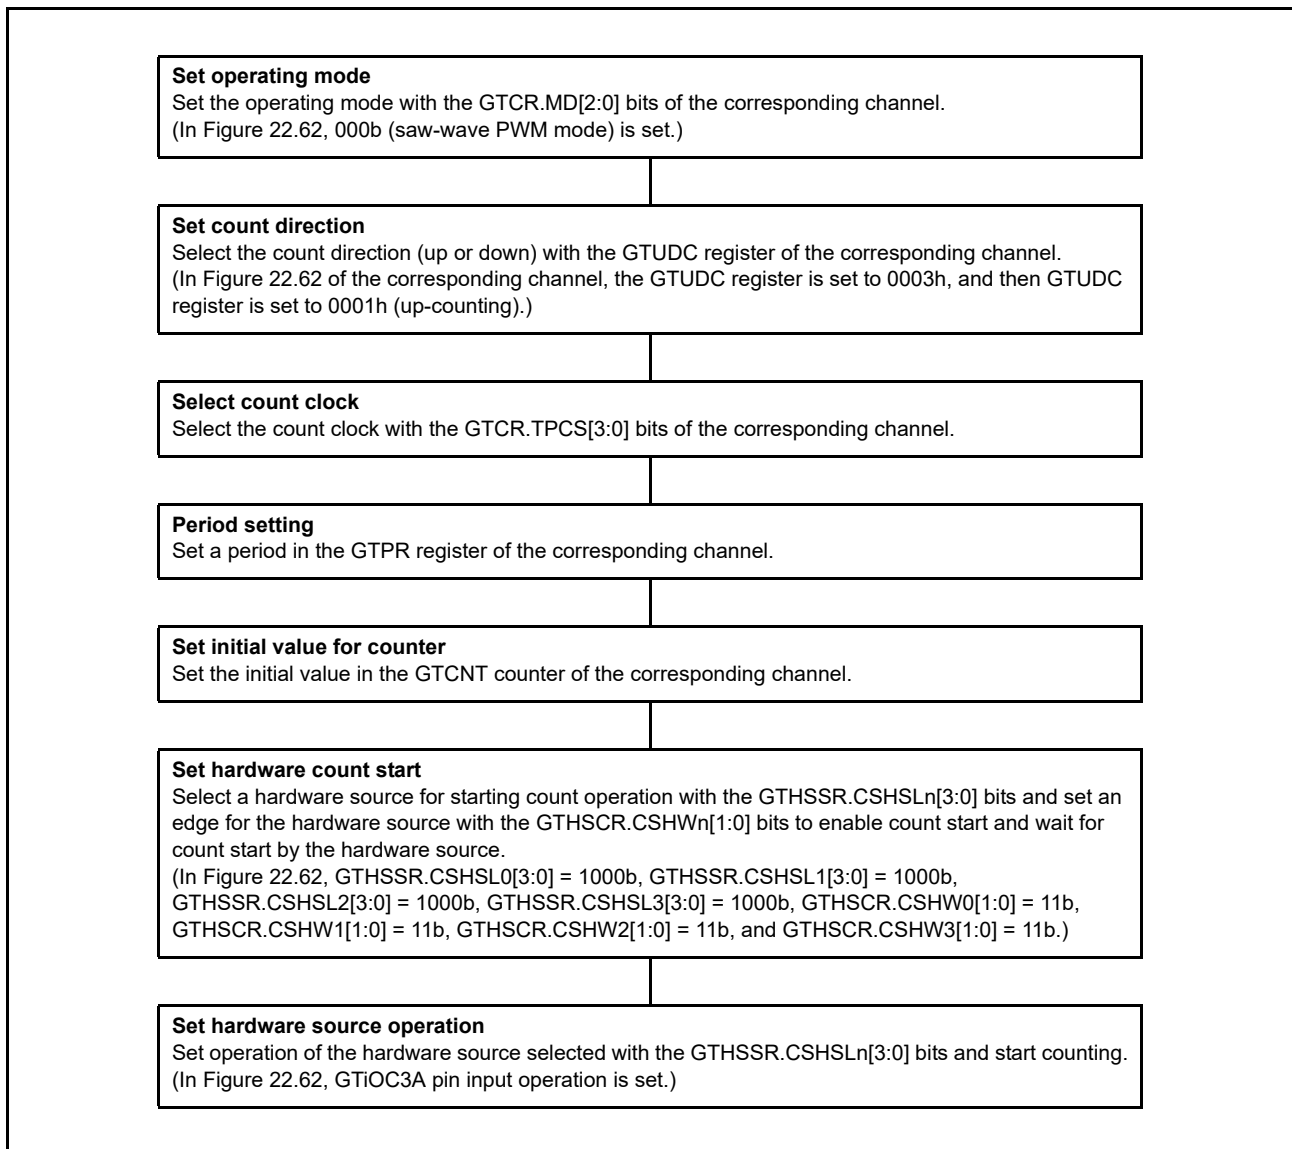 Set operating mode
Set the operating mode with the GTCR.MD[2:0] bits of the corresponding channel.
(In Figure 22.62, 000b (saw-wave PWM mode) is set.)
Set count direction
Select the count direction (up or down) with the GTUDC register of the corresponding channel.
(In Figure 22.62 of the corresponding channel, the GTUDC register is set to 0003h, and then GTUDC
register is set to 0001h (up-counting).)
Select count clock
Select the count clock with the GTCR.TPCS[3:0] bits of the corresponding channel.
Period setting
Set a period in the GTPR register of the corresponding channel.
Set initial value for counter
Set the initial value in the GTCNT counter of the corresponding channel.
Set hardware count start
Select a hardware source for starting count operation with the GTHSSR.CSHSLn[3:0] bits and set an
edge for the hardware source with the GTHSCR.CSHWn[1:0] bits to enable count start and wait for
count start by the hardware source.
(In Figure 22.62, GTHSSR.CSHSL0[3:0] = 1000b, GTHSSR.CSHSL1[3:0] = 1000b,
GTHSSR.CSHSL2[3:0] = 1000b, GTHSSR.CSHSL3[3:0] = 1000b, GTHSCR.CSHW0[1:0] = 11b,
GTHSCR.CSHW1[1:0] = 11b, GTHSCR.CSHW2[1:0] = 11b, and GTHSCR.CSHW3[1:0] = 11b.)
Set hardware source operation
Set operation of the hardware source selected with the GTHSSR.CSHSLn[3:0] bits and start counting.
(In Figure 22.62, GTiOC3A pin input operation is set.)